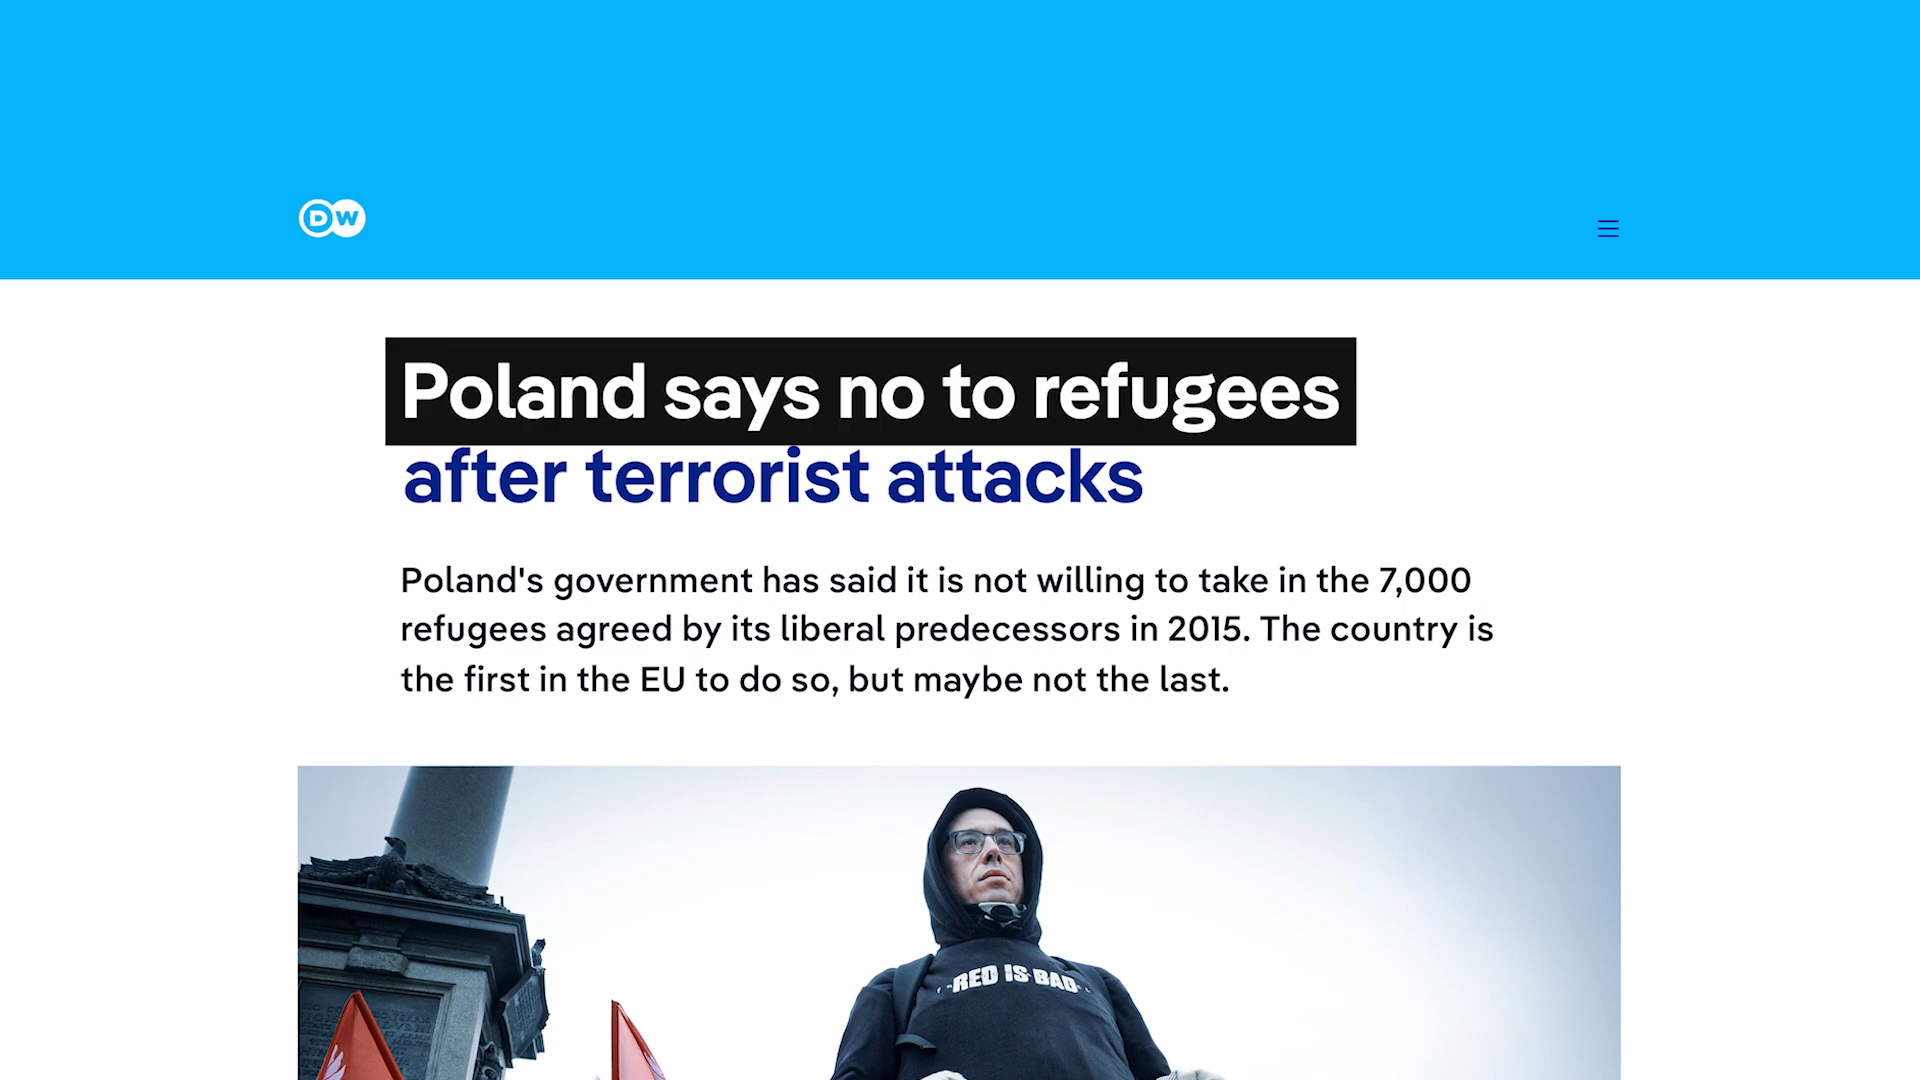 DW
Poland says no to refugees
after terrorist attacks
Poland's government has said it is not willing to take in the 7,000
refugees agreed by its liberal predecessors in 2015. The country is
the first in the EU to do so, but maybe not the last.
RED IS BAD